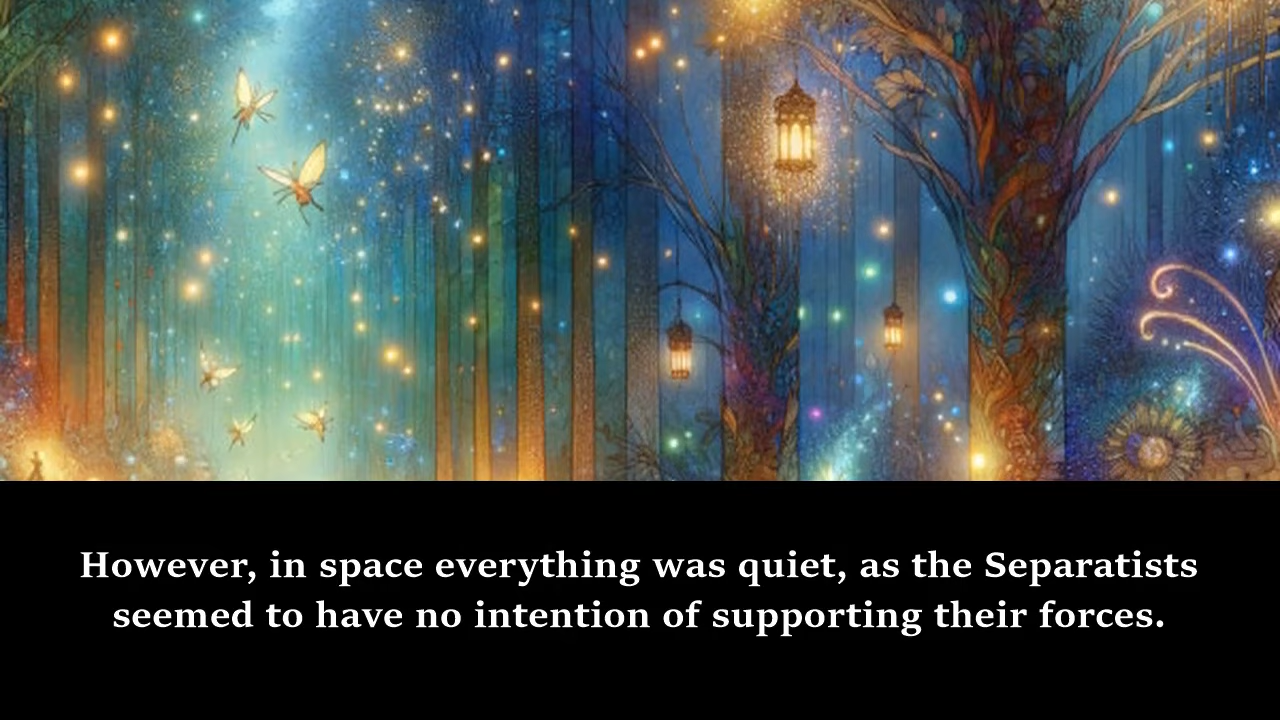 However, in space everything was quiet, as the Separatists
seemed to have no intention of supporting their forces.